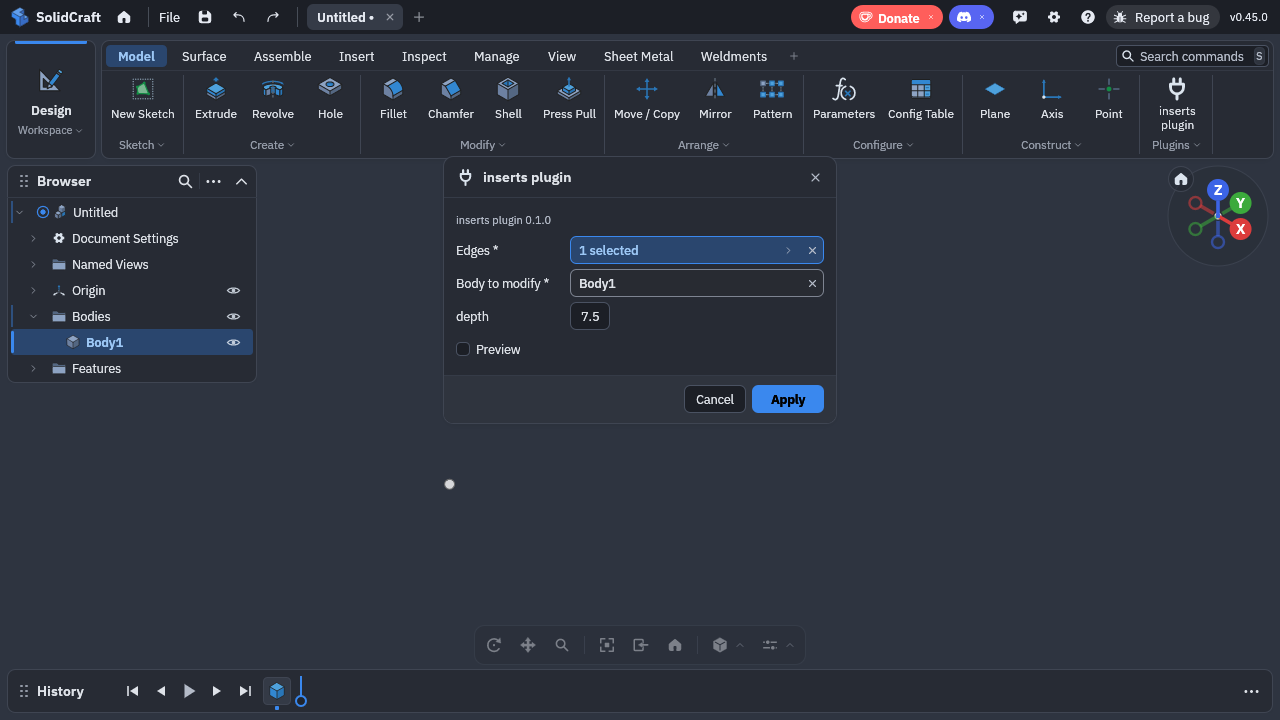 SolidCraft
File
Untitled •
Donate
Report a bug
v0.45.0
Design
Workspace
Model
Surface
Assemble
Insert
Inspect
Manage
View
Sheet Metal
Weldments
Search commands
S
New Sketch
Extrude
Revolve
Hole
Fillet
Chamfer
Shell
Press Pull
Move / Copy
Mirror
Pattern
Parameters
Config Table
Plane
Axis
Point
inserts
plugin
Sketch
Create
Modify
Arrange
Configure
Construct
Plugins
Browser
Untitled
Document Settings
Named Views
Origin
Bodies
Body1
Features
inserts plugin
inserts plugin 0.1.0
Edges *
1 selected
Body to modify *
Body1
depth
7.5
Preview
Cancel
Apply
Z
Y
X
History